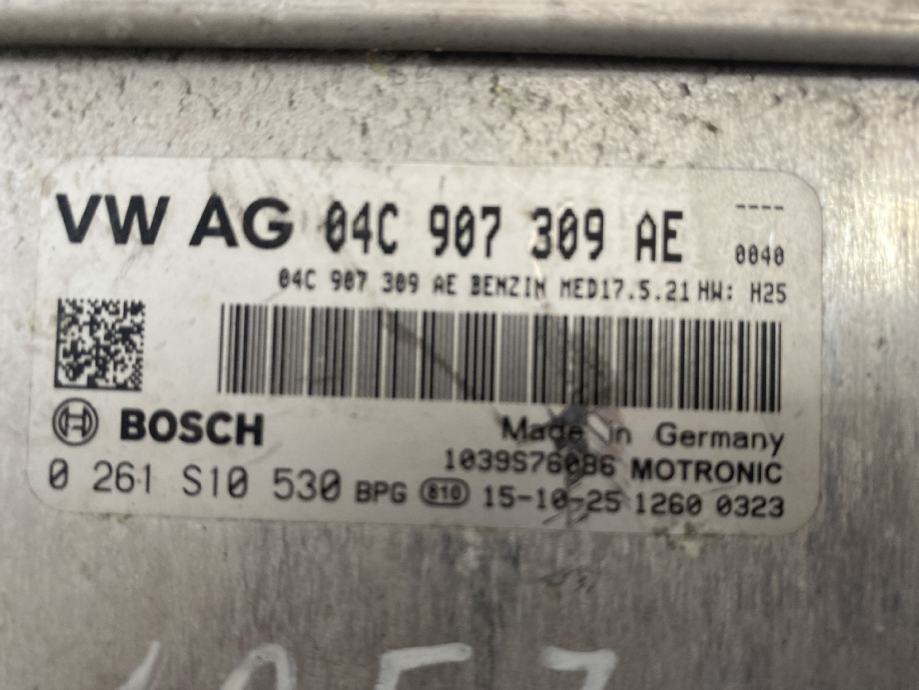 VW AG 04C 907 309 AE ----
0040
04C 907 309 AE BENZIN MED17.5.21 HW: H25
BOSCH
Made in Germany
1039S76086 MOTRONIC
0 261 S10 530 BPG 810 15-10-25 1260 0323